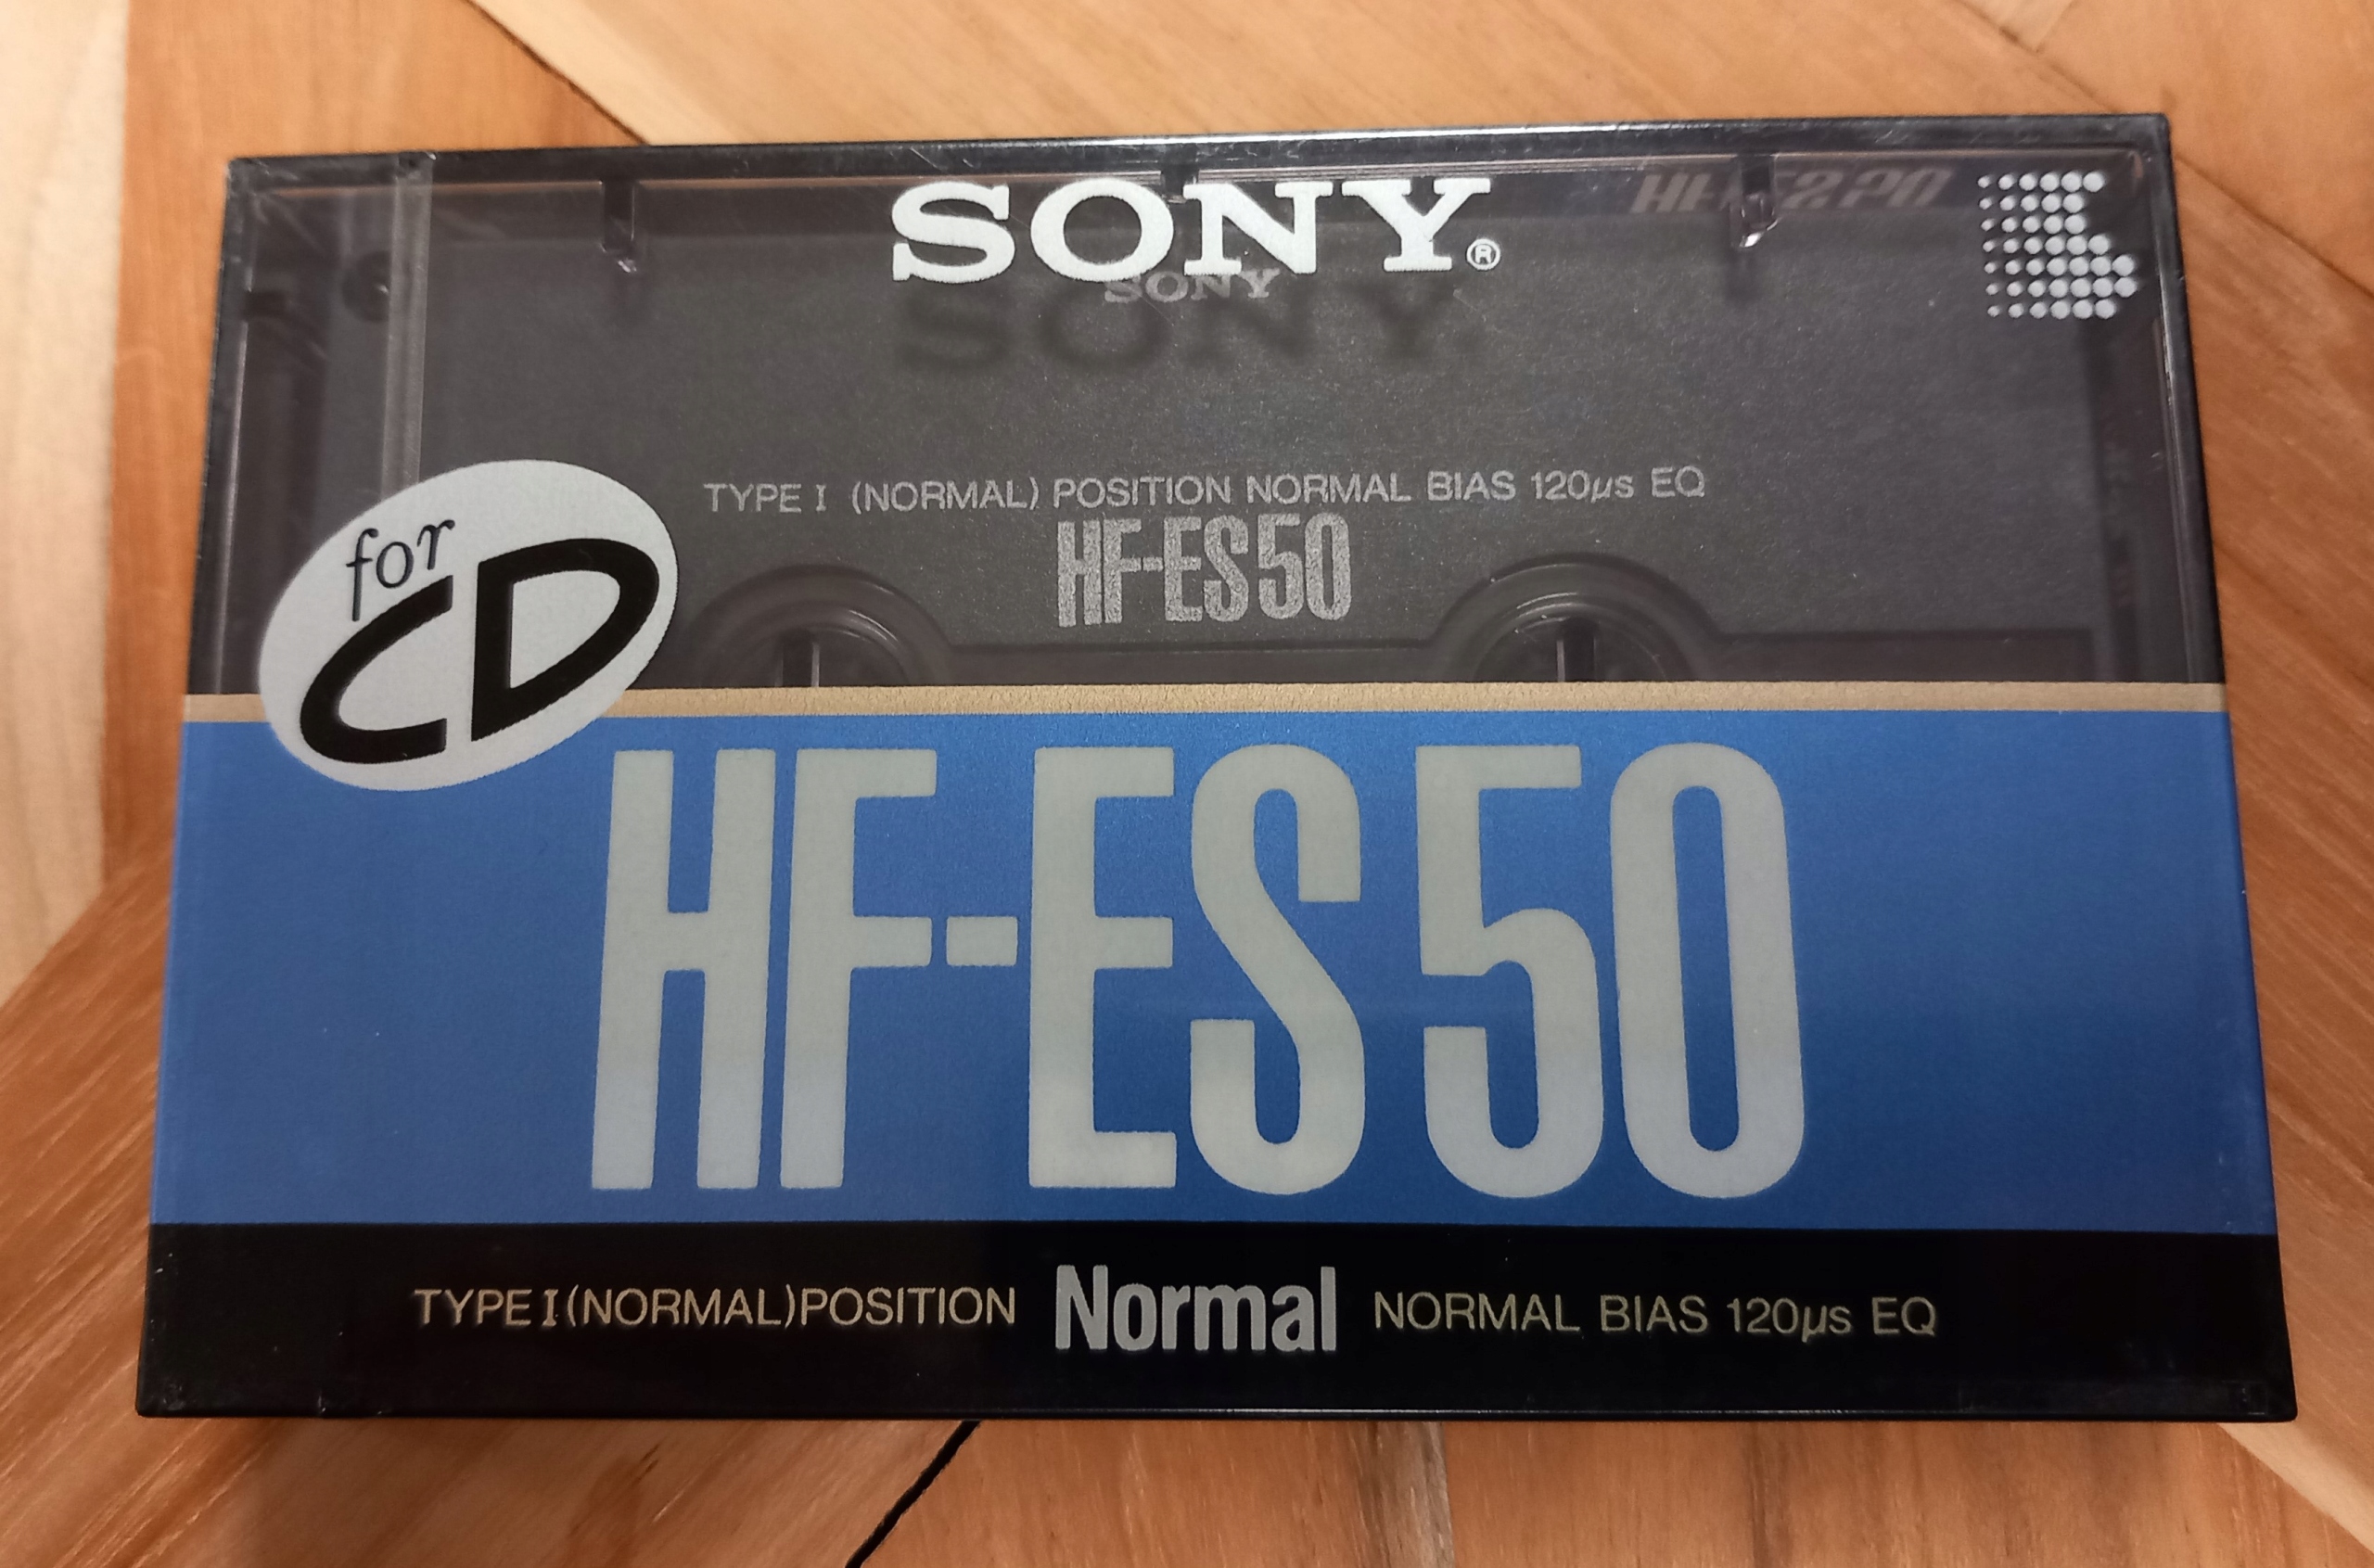 SONY®
SONY
TYPE I (NORMAL) POSITION NORMAL BIAS 120µs EQ
HF-ES50
for
CD
HF-ES50
TYPE I (NORMAL) POSITION Normal NORMAL BIAS 120µs EQ